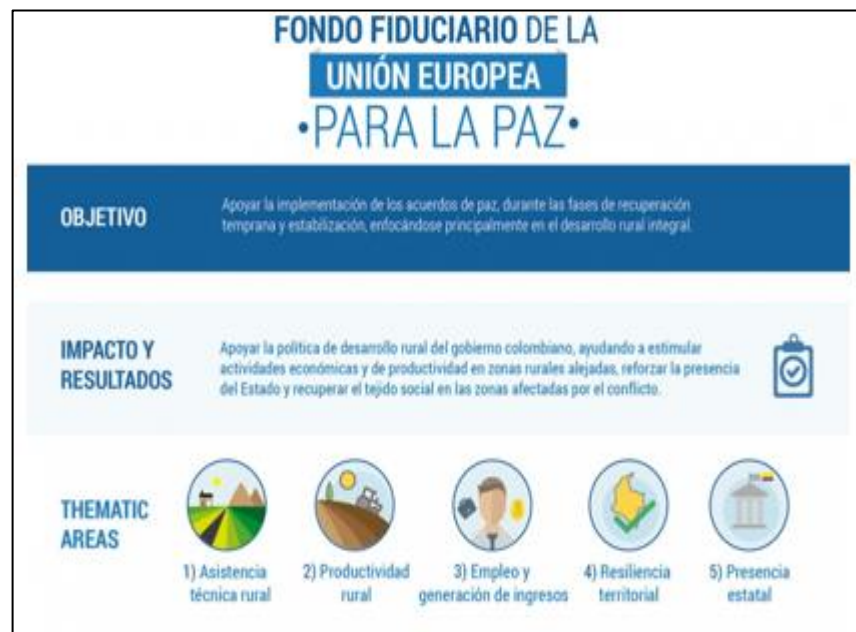 FONDO FIDUCIARIO DE LA
UNIÓN EUROPEA
•PARA LA PAZ•
OBJETIVO
Apoyar la implementación de los acuerdos de paz, durante las fases de recuperación
temprana y estabilización, enfocándose principalmente en el desarrollo rural integral.
IMPACTO Y
RESULTADOS
Apoyar la política de desarrollo rural del gobierno colombiano, ayudando a estimular
actividades económicas y de productividad en zonas rurales alejadas, reforzar la presencia
del Estado y recuperar el tejido social en las zonas afectadas por el conflicto.
THEMATIC
AREAS
1) Asistencia
técnica rural
2) Productividad
rural
3) Empleo y
generación de ingresos
4) Resiliencia
territorial
5) Presencia
estatal